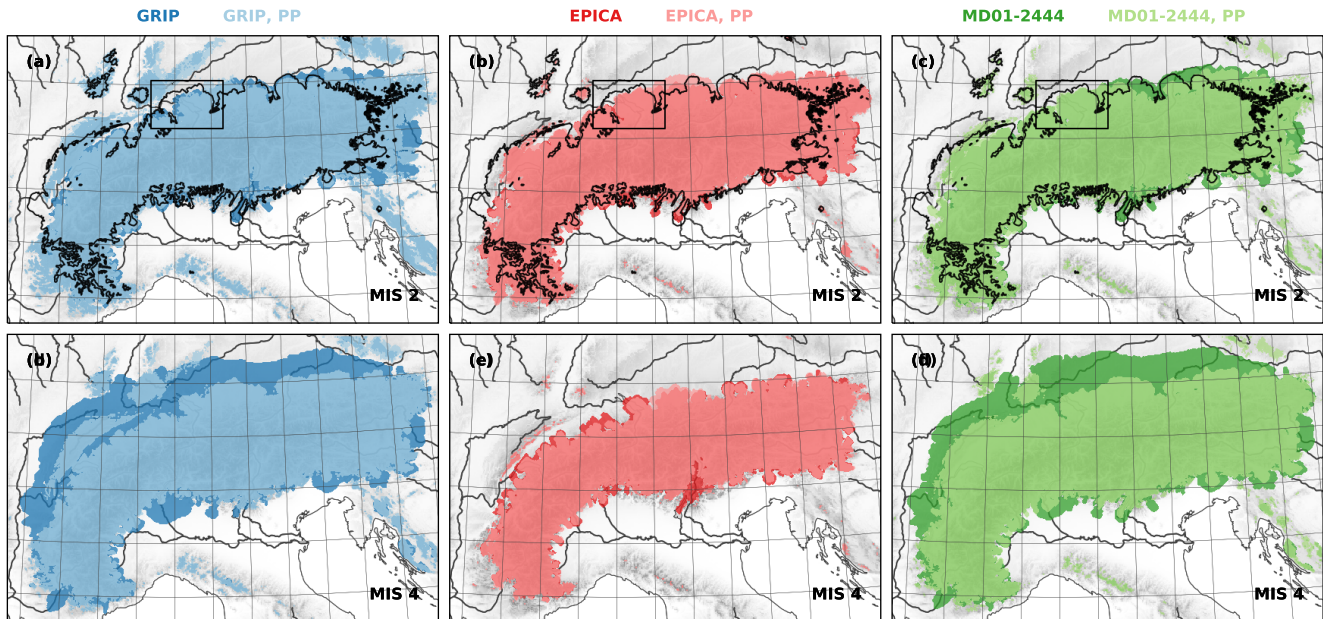 GRIP GRIP, PP EPICA EPICA, PP MD01-2444 MD01-2444, PP
(a) (b) (c)
MIS 2 MIS 2 MIS 2
(e)
MIS 4 MIS 4 MIS 4